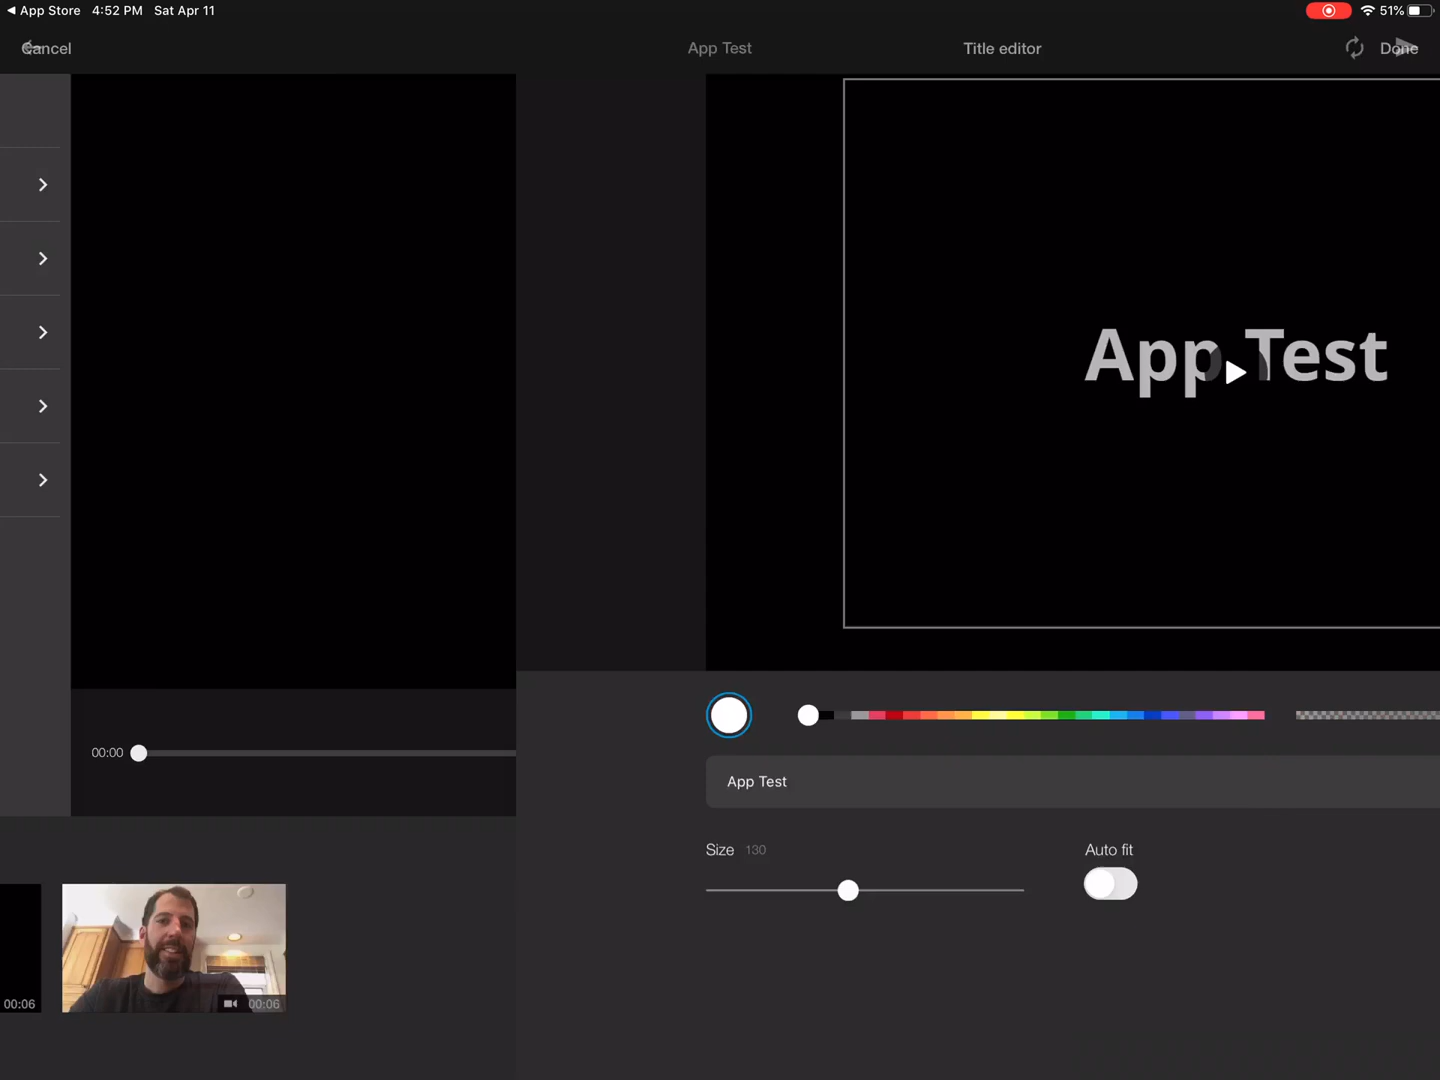 App Store 4:52 PM Sat Apr 11 51%
Cancel App Test Title editor Done
App Test
00:00
App Test
Size 130 Auto fit
00:06 00:06